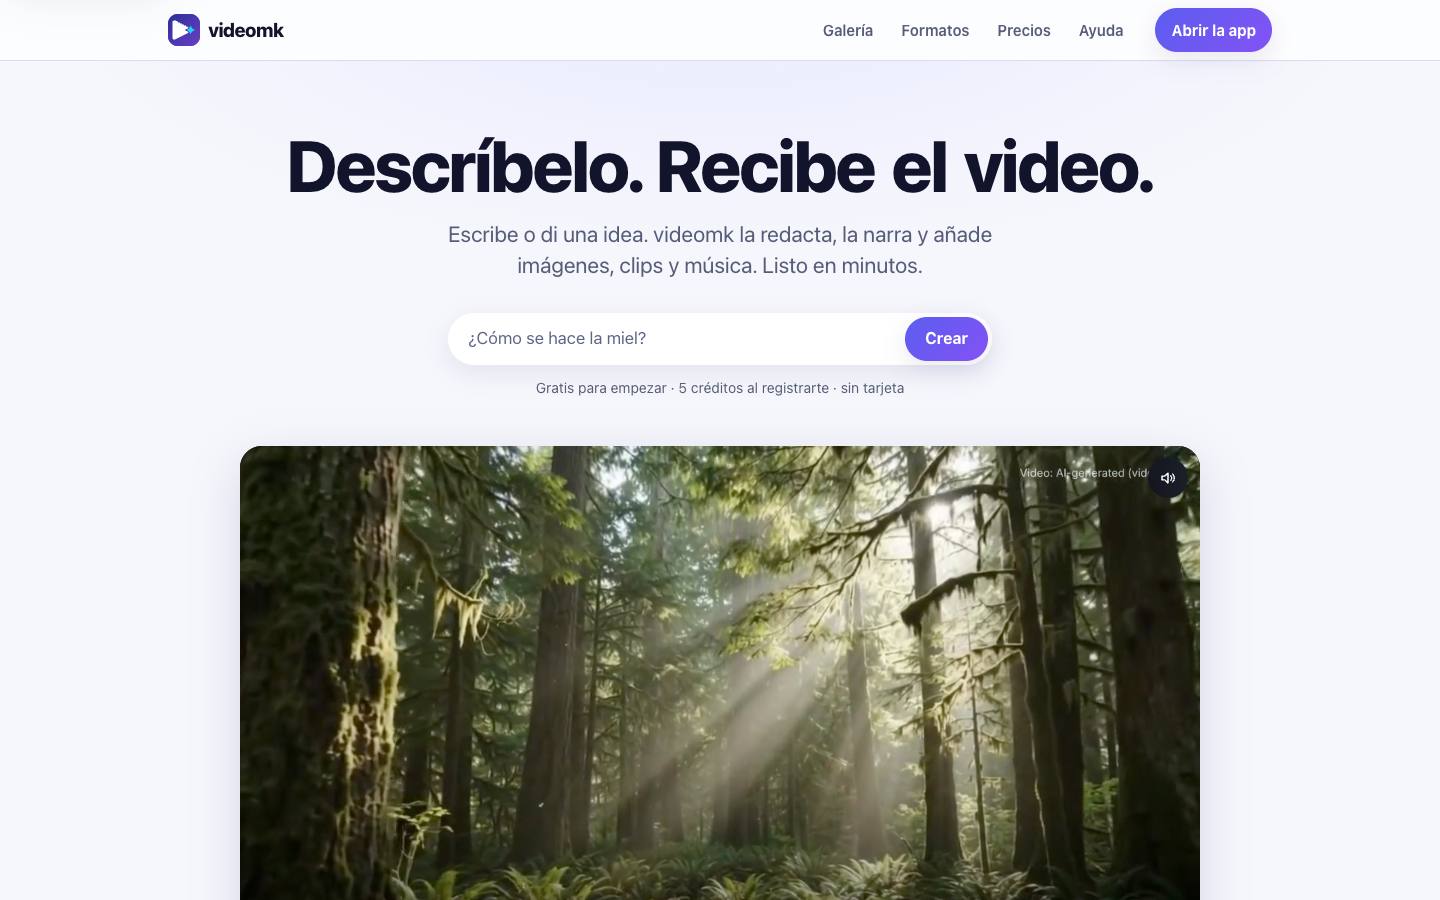 videomk
Galería
Formatos
Precios
Ayuda
Abrir la app
Descríbelo. Recibe el video.
Escribe o di una idea. videomk la redacta, la narra y añade
imágenes, clips y música. Listo en minutos.
¿Cómo se hace la miel?
Crear
Gratis para empezar · 5 créditos al registrarte · sin tarjeta
Video: AI-generated